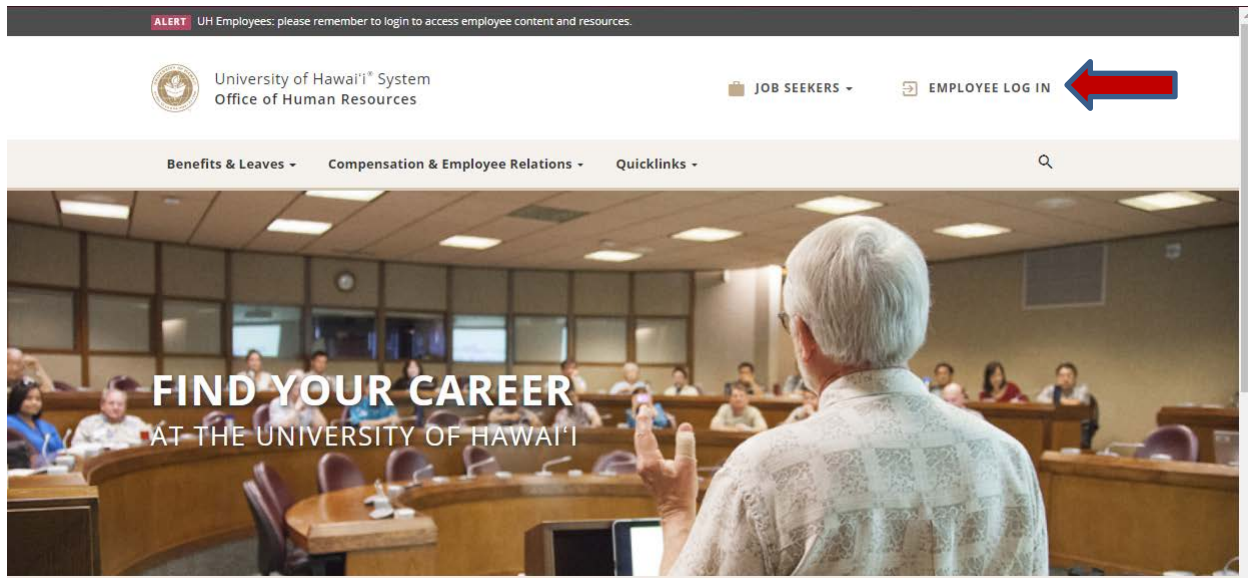 ALERT UH Employees: please remember to login to access employee content and resources.
University of Hawaiʻi® System
Office of Human Resources
JOB SEEKERS
EMPLOYEE LOG IN
Benefits & Leaves
Compensation & Employee Relations
Quicklinks
FIND YOUR CAREER
AT THE UNIVERSITY OF HAWAIʻI